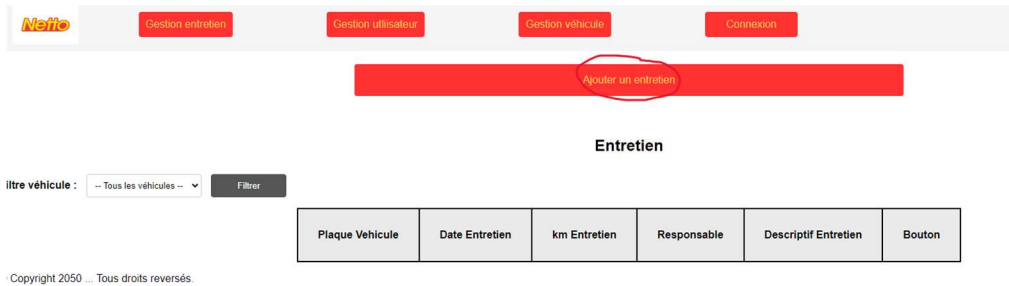 Netto
Gestion entretien
Gestion utlisateur
Gestion véhicule
Connexion
Ajouter un entretien
Entretien
iltre véhicule :
-- Tous les véhicules --
Filtrer
Plaque Vehicule
Date Entretien
km Entretien
Responsable
Descriptif Entretien
Bouton
Copyright 2050 ... Tous droits reversés.